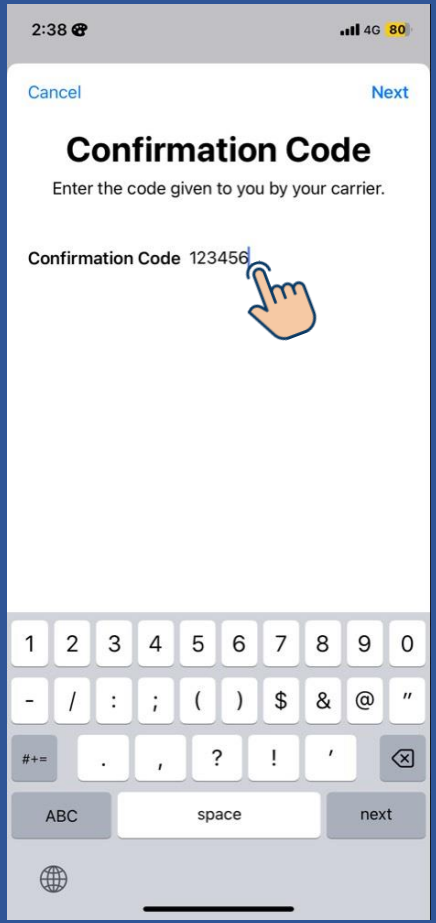 2:38 4G 80
Cancel Next
Confirmation Code
Enter the code given to you by your carrier.
Confirmation Code 123456
1 2 3 4 5 6 7 8 9 0
- / : ; ( ) $ & @ "
#+= . , ? ! ’
ABC space next